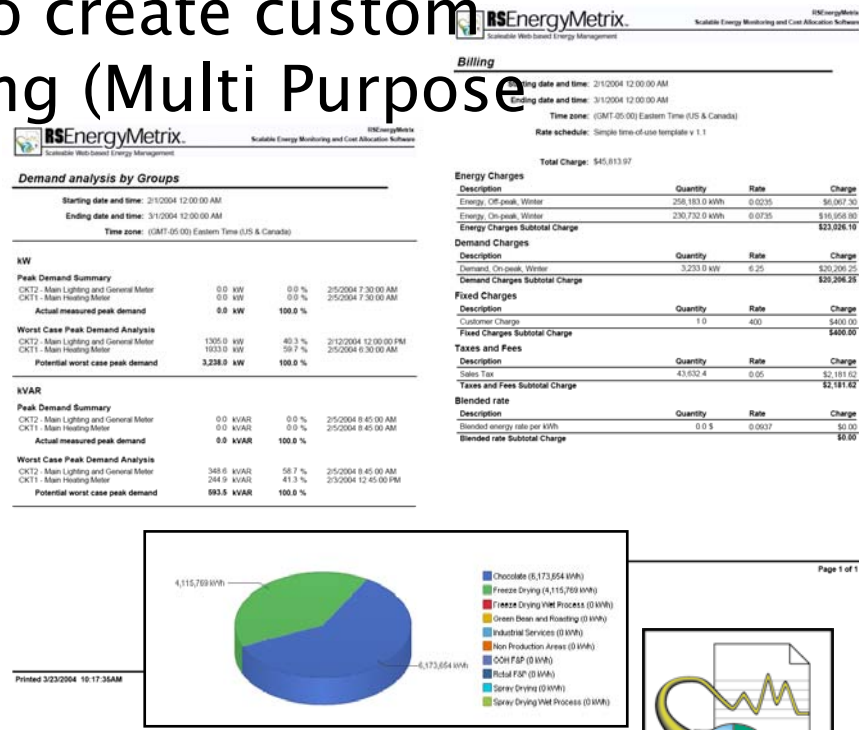 o create custom
ng (Multi Purpose
RSEnergyMetrix
Scaleable Web-based Energy Management
RSEnergyMetrix
Scalable Energy Monitoring and Cost Allocation Software
Demand analysis by Groups
Starting date and time: 2/1/2004 12:00:00 AM
Ending date and time: 3/1/2004 12:00:00 AM
Time zone: (GMT-05:00) Eastern Time (US & Canada)
kW
Peak Demand Summary
CKT2 - Main Lighting and General Meter 0.0 kW 0.0 % 2/5/2004 7:30:00 AM
CKT1 - Main Heating Meter 0.0 kW 0.0 % 2/5/2004 7:30:00 AM
Actual measured peak demand 0.0 kW 100.0 %
Worst Case Peak Demand Analysis
CKT2 - Main Lighting and General Meter 1305.0 kW 40.3 % 2/12/2004 12:00:00 PM
CKT1 - Main Heating Meter 1933.0 kW 59.7 % 2/5/2004 6:30:00 AM
Potential worst case peak demand 3,238.0 kW 100.0 %
kVAR
Peak Demand Summary
CKT2 - Main Lighting and General Meter 0.0 kVAR 0.0 % 2/5/2004 8:45:00 AM
CKT1 - Main Heating Meter 0.0 kVAR 0.0 % 2/5/2004 8:45:00 AM
Actual measured peak demand 0.0 kVAR 100.0 %
Worst Case Peak Demand Analysis
CKT2 - Main Lighting and General Meter 348.6 kVAR 58.7 % 2/5/2004 8:45:00 AM
CKT1 - Main Heating Meter 244.9 kVAR 41.3 % 2/3/2004 12:45:00 PM
Potential worst case peak demand 593.5 kVAR 100.0 %
Printed 3/23/2004 10:17:35AM
RSEnergyMetrix
Scaleable Web-based Energy Management
RSEnergyMetrix
Scalable Energy Monitoring and Cost Allocation Software
Billing
Starting date and time: 2/1/2004 12:00:00 AM
Ending date and time: 3/1/2004 12:00:00 AM
Time zone: (GMT-05:00) Eastern Time (US & Canada)
Rate schedule: Simple time-of-use template v 1.1
Total Charge: $45,813.97
Energy Charges
Description Quantity Rate Charge
Energy, Off-peak, Winter 258,183.0 kWh 0.0235 $6,067.30
Energy, On-peak, Winter 230,732.0 kWh 0.0735 $16,958.80
Energy Charges Subtotal Charge $23,026.10
Demand Charges
Description Quantity Rate Charge
Demand, On-peak, Winter 3,233.0 kW 6.25 $20,206.25
Demand Charges Subtotal Charge $20,206.25
Fixed Charges
Description Quantity Rate Charge
Customer Charge 1.0 400 $400.00
Fixed Charges Subtotal Charge $400.00
Taxes and Fees
Description Quantity Rate Charge
Sales Tax 43,632.4 0.05 $2,181.62
Taxes and Fees Subtotal Charge $2,181.62
Blended rate
Description Quantity Rate Charge
Blended energy rate per kWh 0.0 $ 0.0937 $0.00
Blended rate Subtotal Charge $0.00
Page 1 of 1
4,115,769 kWh
6,173,654 kWh
Chocolate (6,173,654 kWh)
Freeze Drying (4,115,769 kWh)
Freeze Drying Wet Process (0 kWh)
Green Bean and Roasting (0 kWh)
Industrial Services (0 kWh)
Non Production Areas (0 kWh)
OOH F&P (0 kWh)
Retail F&P (0 kWh)
Spray Drying (0 kWh)
Spray Drying Wet Process (0 kWh)